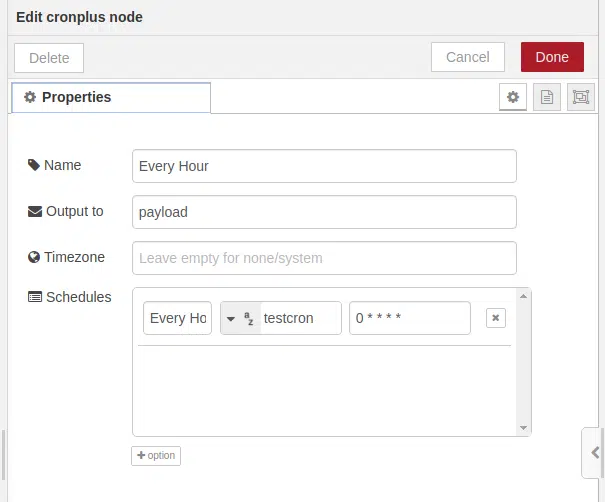 Edit cronplus node
Delete Cancel Done
Properties
Name Every Hour
Output to payload
Timezone Leave empty for none/system
Schedules Every Ho az testcron 0 * * * *
+ option